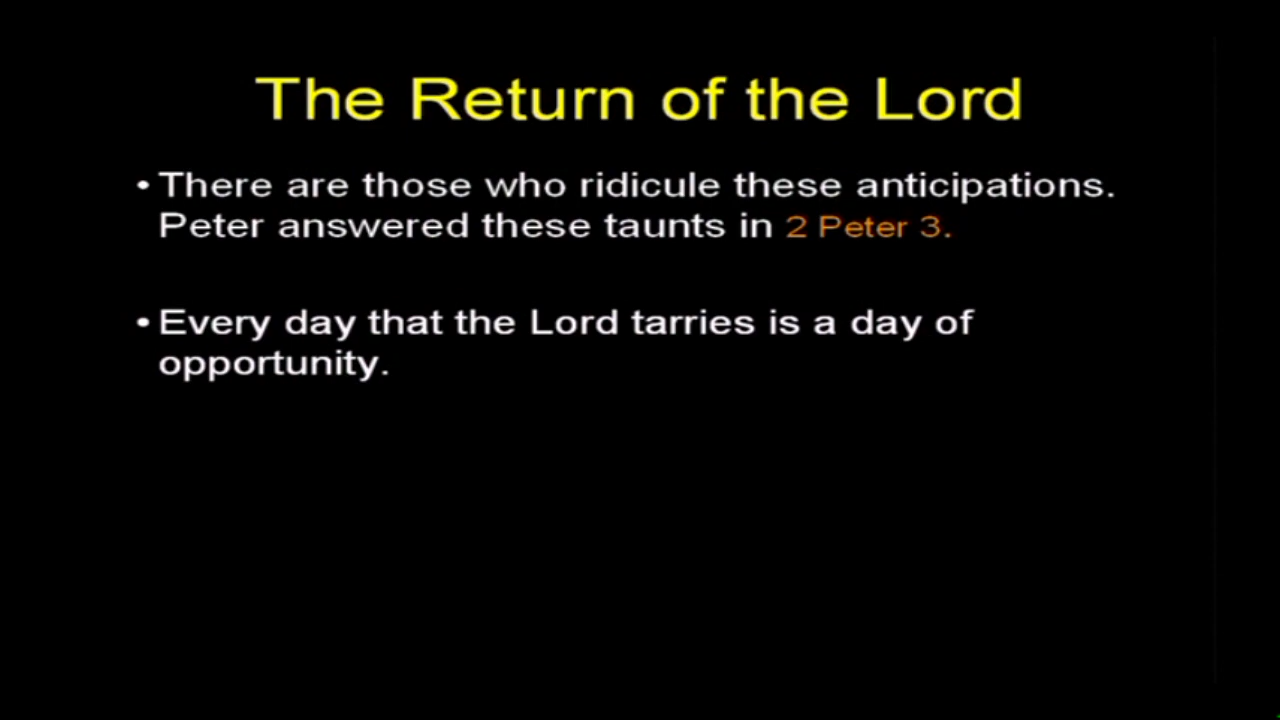 The Return of the Lord
• There are those who ridicule these anticipations.
Peter answered these taunts in 2 Peter 3.
• Every day that the Lord tarries is a day of
opportunity.